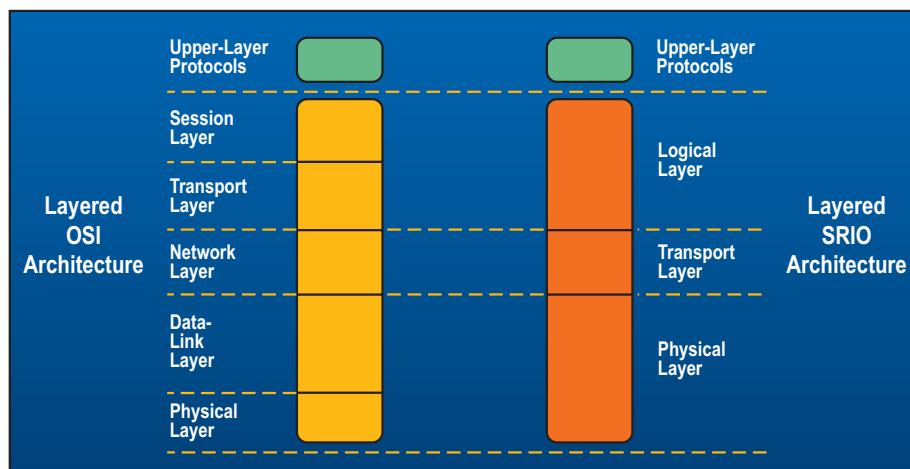 Upper-Layer
Protocols
Session
Layer
Transport
Layer
Network
Layer
Data-
Link
Layer
Physical
Layer
Layered
OSI
Architecture
Upper-Layer
Protocols
Logical
Layer
Transport
Layer
Physical
Layer
Layered
SRIO
Architecture